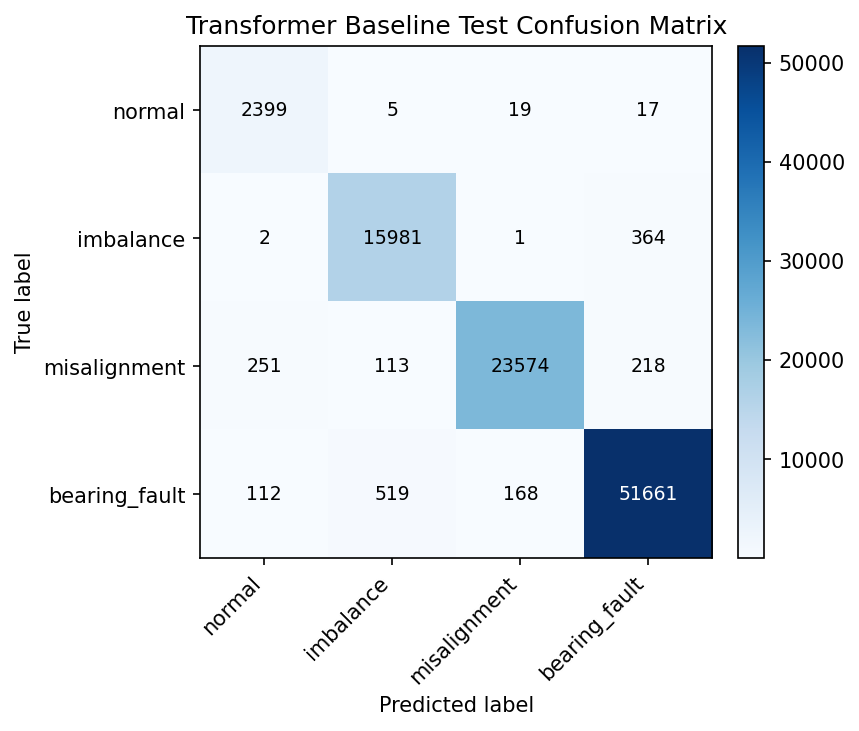 Transformer Baseline Test Confusion Matrix
True label
normal 2399 5 19 17
imbalance 2 15981 1 364
misalignment 251 113 23574 218
bearing_fault 112 519 168 51661
normal imbalance misalignment bearing_fault
Predicted label
50000
40000
30000
20000
10000